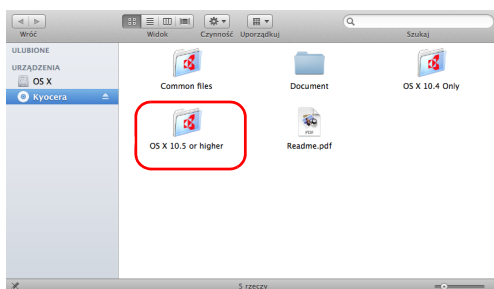 Wróć
Widok
Czynność
Uporządkuj
Szukaj
ULUBIONE
URZĄDZENIA
OS X
Kyocera
Common files
Document
OS X 10.4 Only
OS X 10.5 or higher
PDF
Readme.pdf
5 rzeczy